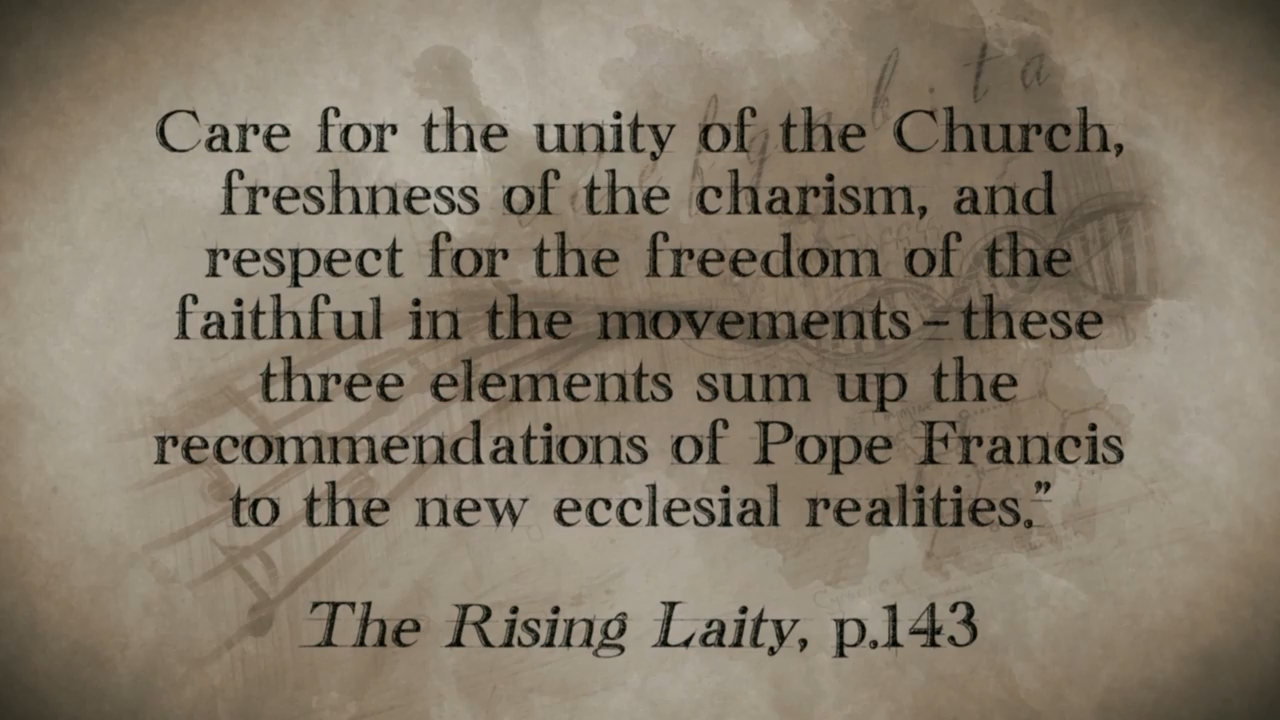 Care for the unity of the Church,
freshness of the charism, and
respect for the freedom of the
faithful in the movements – these
three elements sum up the
recommendations of Pope Francis
to the new ecclesial realities.”
The Rising Laity, p.143